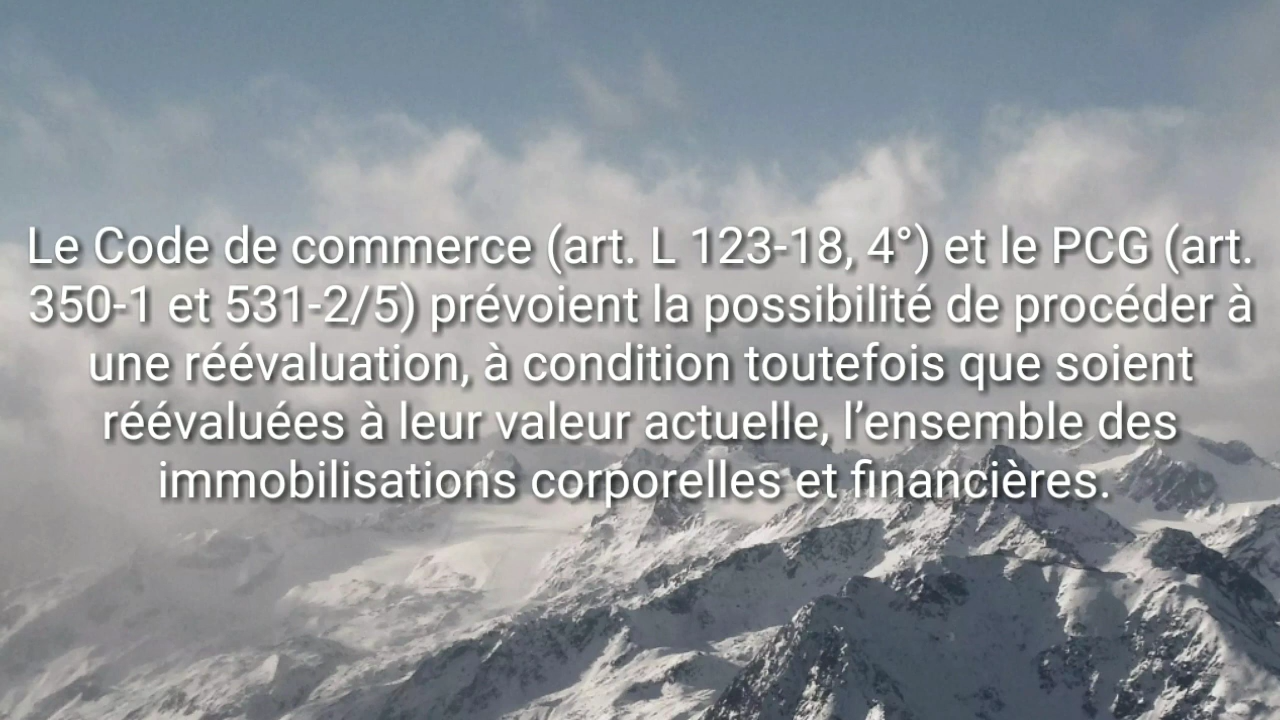 Le Code de commerce (art. L 123-18, 4°) et le PCG (art.
350-1 et 531-2/5) prévoient la possibilité de procéder à
une réévaluation, à condition toutefois que soient
réévaluées à leur valeur actuelle, l’ensemble des
immobilisations corporelles et financières.